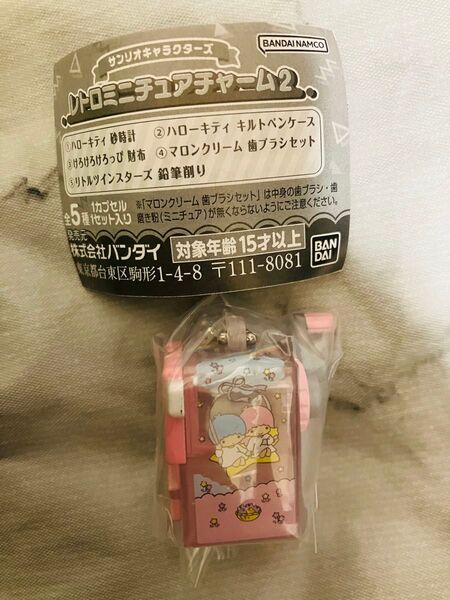 サンリオキャラクターズ
BANDAI NAMCO
レトロミニチュアチャーム2
①ハローキティ 砂時計
②ハローキティ キルトペンケース
③けろけろけろっぴ 財布
④マロンクリーム 歯ブラシセット
⑤リトルツインスターズ 鉛筆削り
全5種
1カプセル
1セット入り
※「マロンクリーム 歯ブラシセット」は中身の歯ブラシ・歯
磨き粉(ミニチュア)が無くならないようにご注意ください。
発売元
株式会社バンダイ
対象年齢15才以上
BAN
DAI
東京都台東区駒形1-4-8 〒111-8081